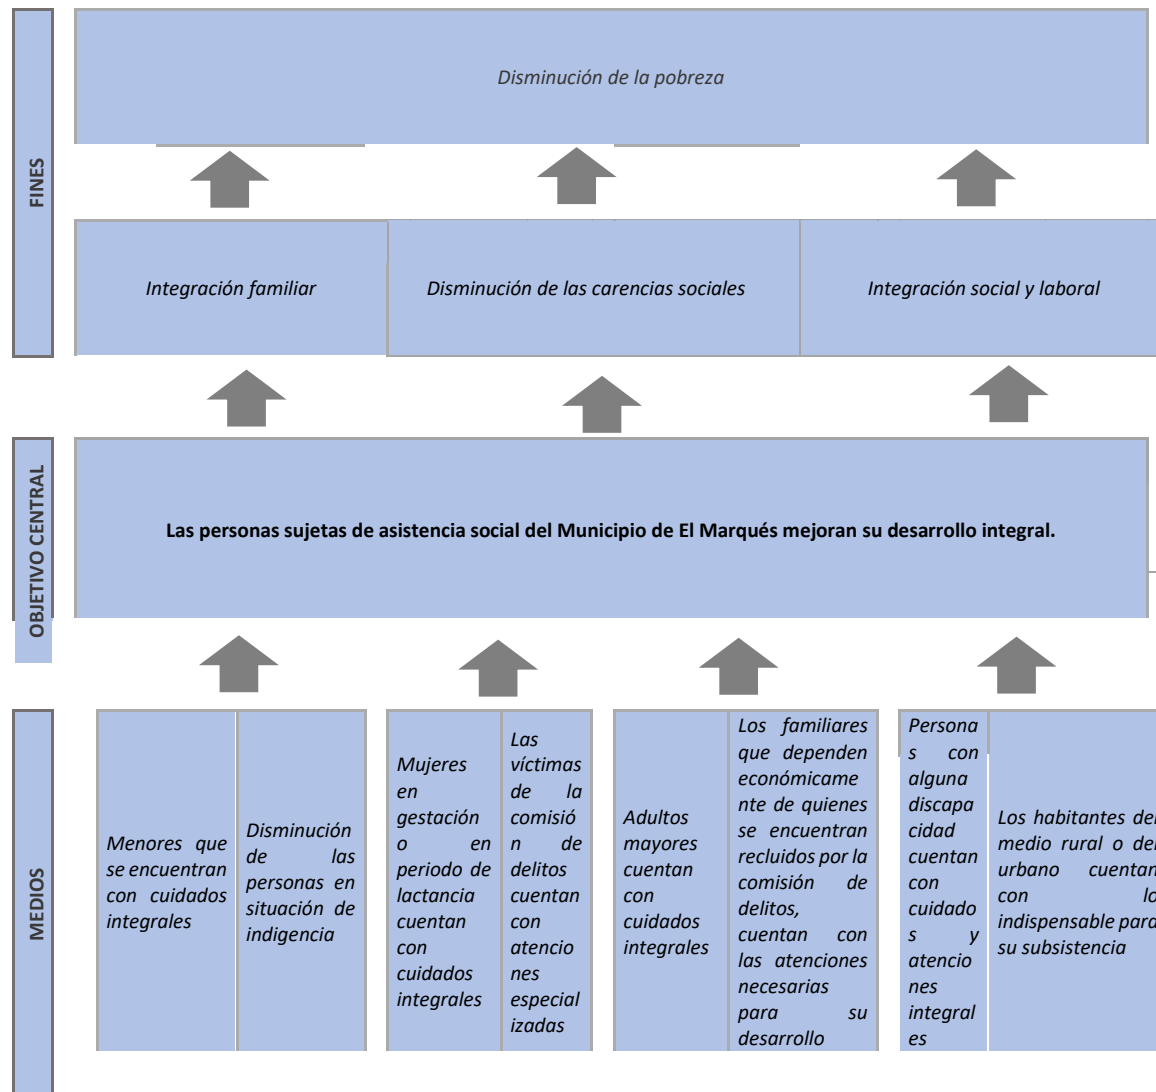 FINES
Disminución de la pobreza
Integración familiar
Disminución de las carencias sociales
Integración social y laboral
OBJETIVO CENTRAL
Las personas sujetas de asistencia social del Municipio de El Marqués mejoran su desarrollo integral.
MEDIOS
Menores que
se encuentran
con cuidados
integrales
Disminución
de las
personas en
situación de
indigencia
Mujeres
en
gestación
o en
periodo de
lactancia
cuentan
con
cuidados
integrales
Las
víctimas
de la
comisió
n de
delitos
cuentan
con
atencio
nes
especial
izadas
Adultos
mayores
cuentan
con
cuidados
integrales
Los familiares
que dependen
económicame
nte de quienes
se encuentran
recluidos por la
comisión de
delitos,
cuentan con
las atenciones
necesarias
para su
desarrollo
Persona
s con
alguna
discapa
cidad
cuentan
con
cuidado
s y
atencio
nes
integral
es
Los habitantes del
medio rural o del
urbano cuentan
con lo
indispensable para
su subsistencia